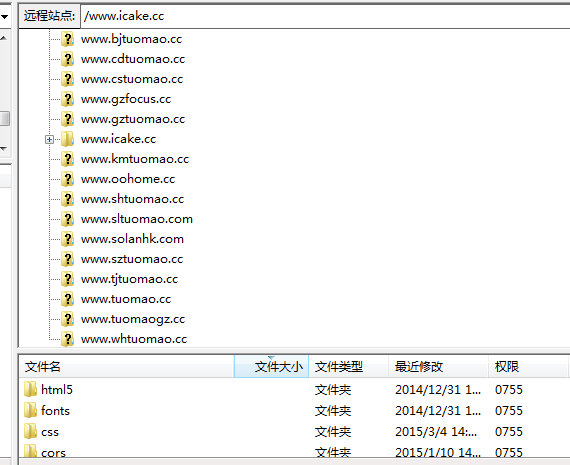 远程站点: /www.icake.cc
www.bjtuomao.cc
www.cdtuomao.cc
www.cstuomao.cc
www.gzfocus.cc
www.gztuomao.cc
www.icake.cc
www.kmtuomao.cc
www.oohome.cc
www.shtuomao.cc
www.sltuomao.com
www.solanhk.com
www.sztuomao.cc
www.tjtuomao.cc
www.tuomao.cc
www.tuomaogz.cc
www.whtuomao.cc
文件名 文件大小 文件类型 最近修改 权限
html5 文件夹 2014/12/31 1... 0755
fonts 文件夹 2014/12/31 1... 0755
css 文件夹 2015/3/4 14:... 0755
cors 文件夹 2015/1/10 14... 0755